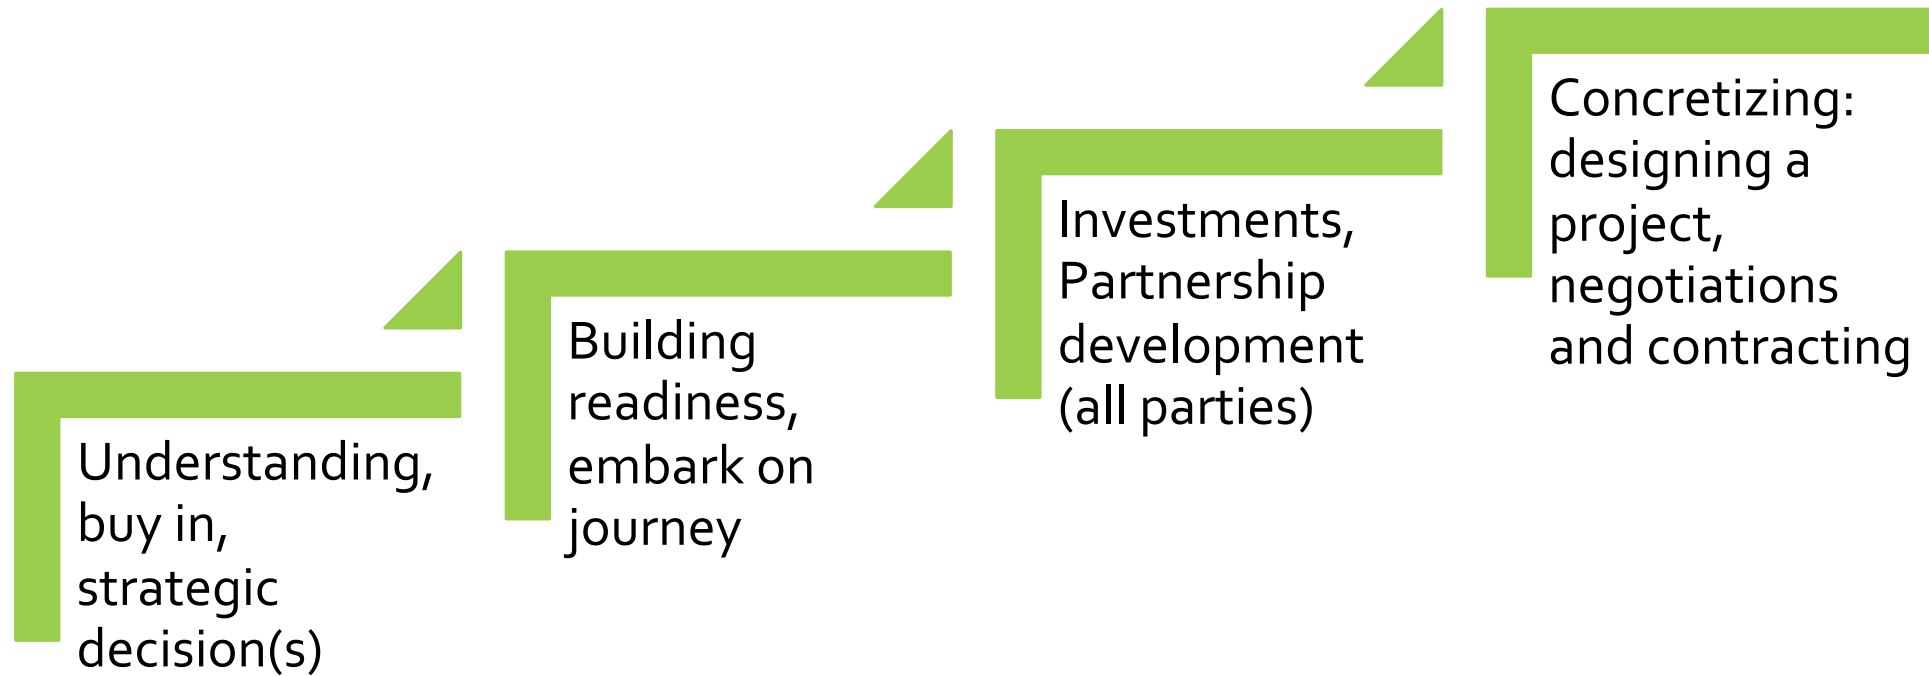 Understanding,
buy in,
strategic
decision(s)
Building
readiness,
embark on
journey
Investments,
Partnership
development
(all parties)
Concretizing:
designing a
project,
negotiations
and contracting